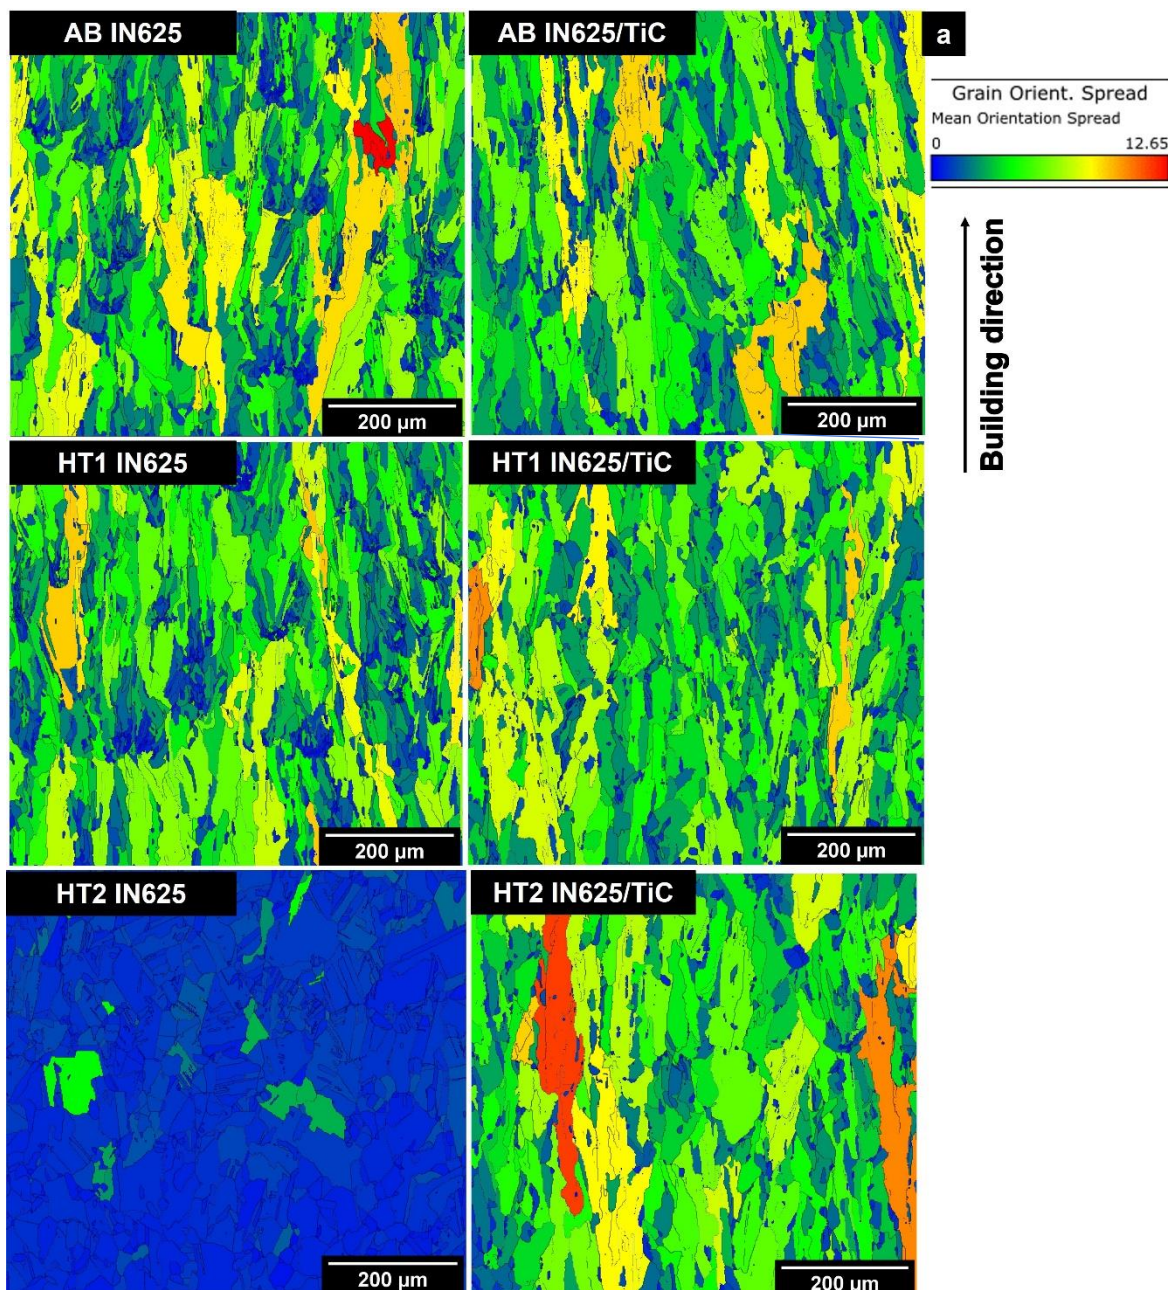 AB IN625
AB IN625/TiC
a
Grain Orient. Spread
Mean Orientation Spread
0 12.65
Building direction
200 µm
200 µm
HT1 IN625
HT1 IN625/TiC
200 µm
200 µm
HT2 IN625
HT2 IN625/TiC
200 µm
200 µm